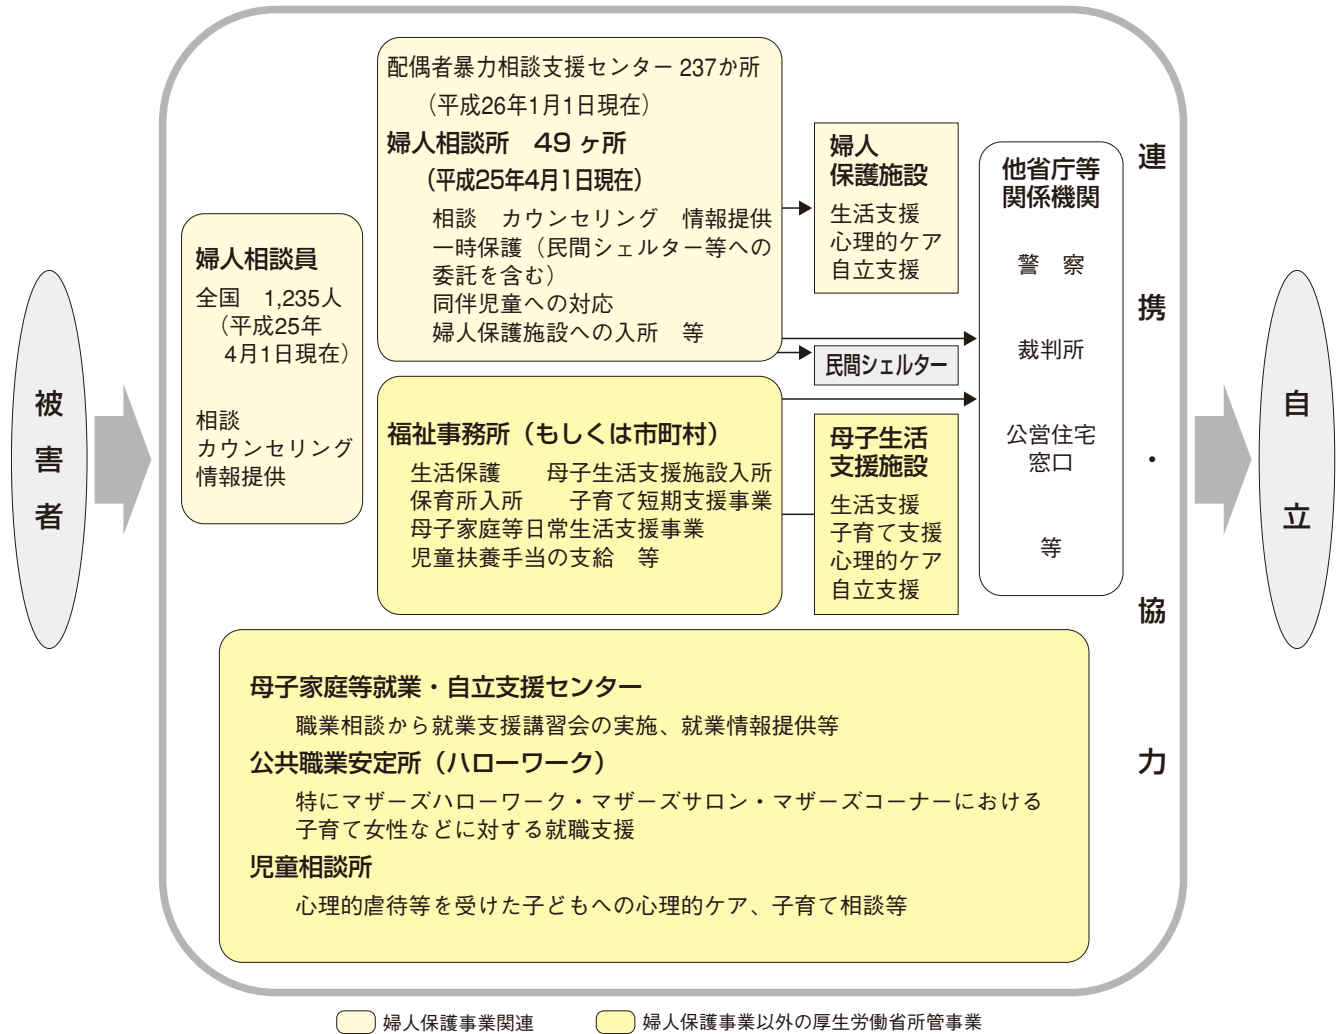 被害者
婦人相談員
全国　1,235人
（平成25年
4月1日現在）
相談
カウンセリング
情報提供
配偶者暴力相談支援センター 237か所
（平成26年1月1日現在）
婦人相談所　49 ヶ所
（平成25年4月1日現在）
相談　カウンセリング　情報提供
一時保護（民間シェルター等への
委託を含む）
同伴児童への対応
婦人保護施設への入所　等
福祉事務所（もしくは市町村）
生活保護　　母子生活支援施設入所
保育所入所　　子育て短期支援事業
母子家庭等日常生活支援事業
児童扶養手当の支給　等
婦人
保護施設
生活支援
心理的ケア
自立支援
民間シェルター
母子生活
支援施設
生活支援
子育て支援
心理的ケア
自立支援
他省庁等
関係機関
警　察
裁判所
公営住宅
窓口
等
連携・協力
自立
母子家庭等就業・自立支援センター
職業相談から就業支援講習会の実施、就業情報提供等
公共職業安定所（ハローワーク）
特にマザーズハローワーク・マザーズサロン・マザーズコーナーにおける
子育て女性などに対する就職支援
児童相談所
心理的虐待等を受けた子どもへの心理的ケア、子育て相談等
婦人保護事業関連
婦人保護事業以外の厚生労働省所管事業